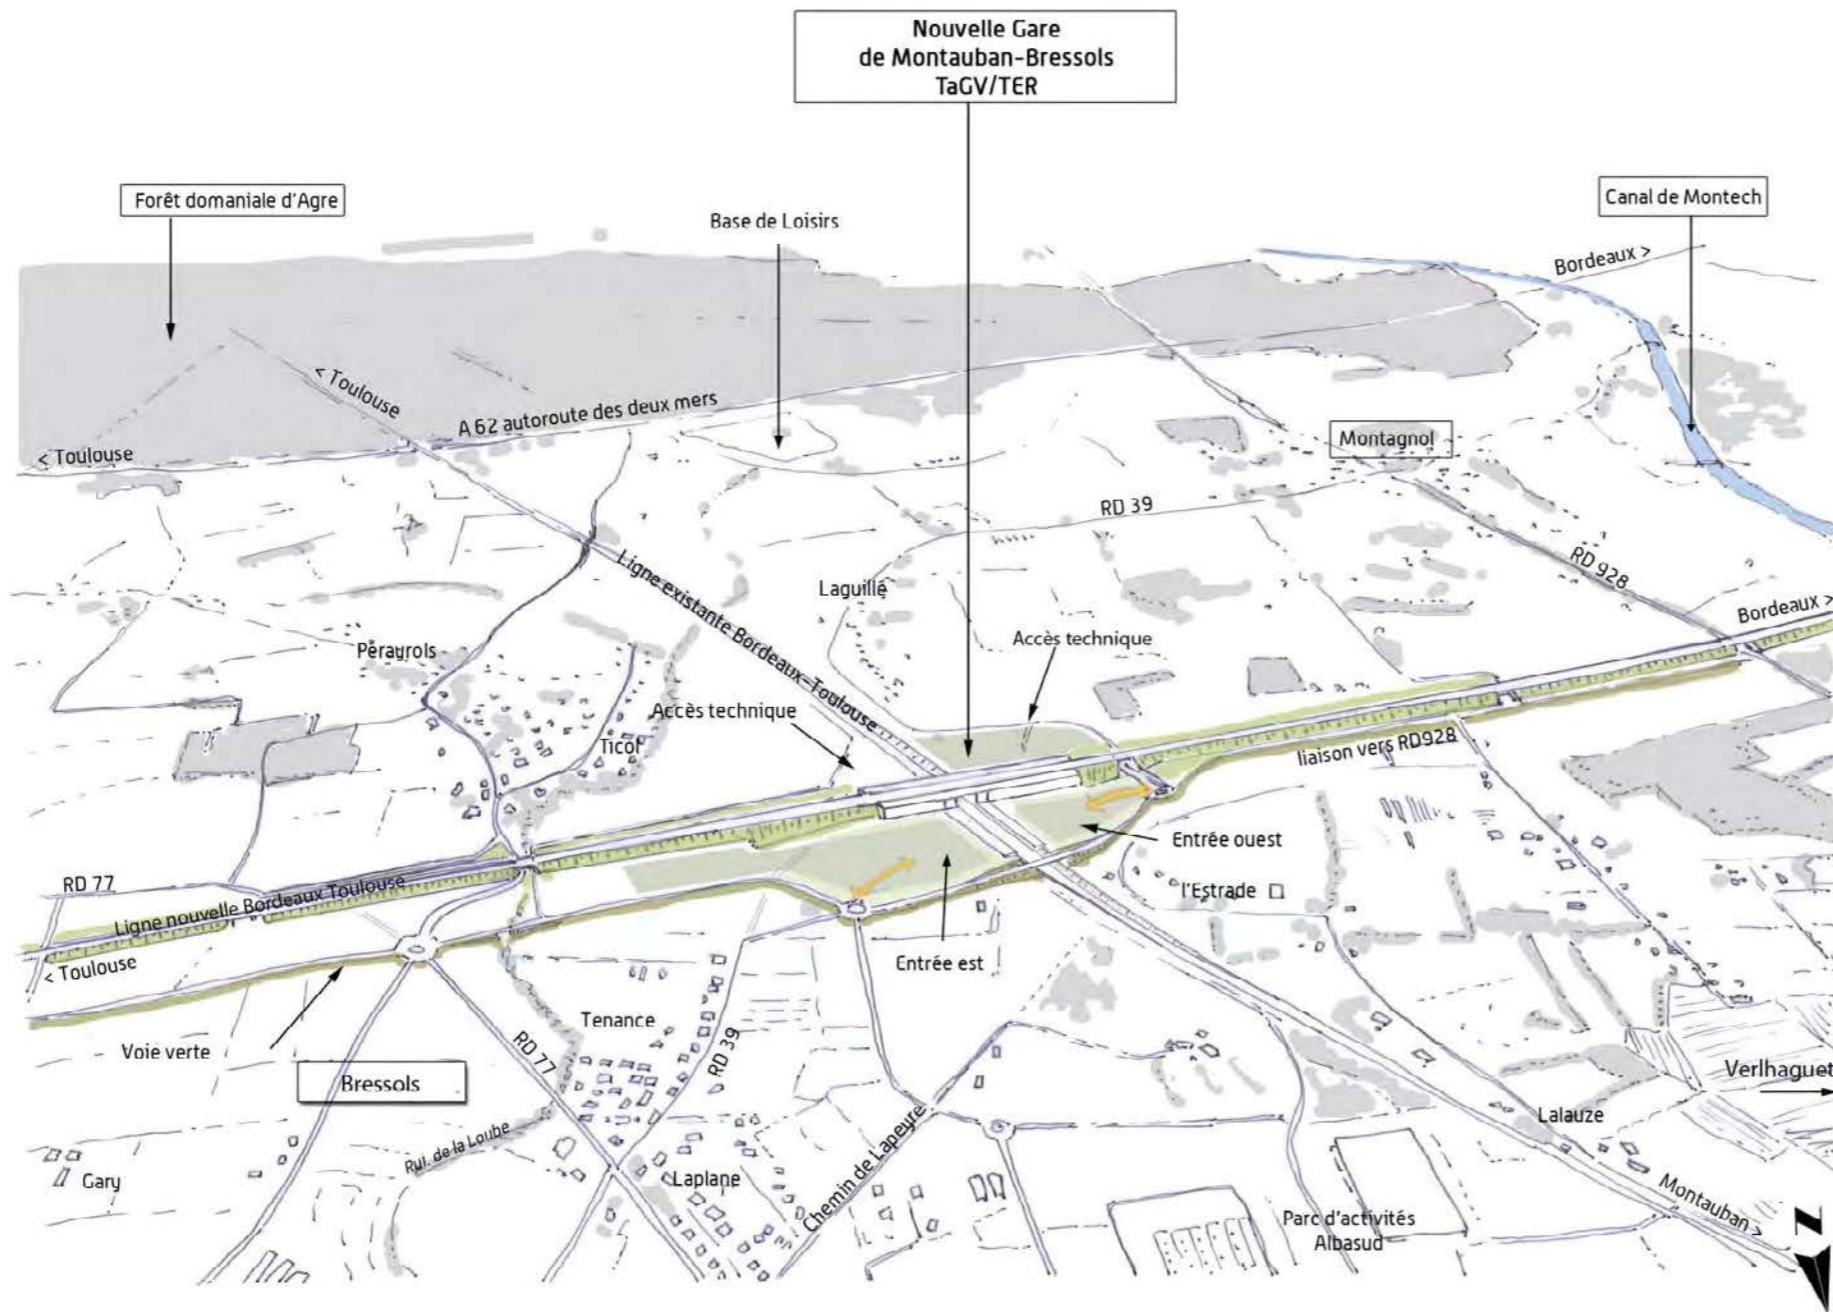 Nouvelle Gare
de Montauban-Bressols
TaGV/TER
Forêt domaniale d'Agre
Base de Loisirs
Canal de Montech
Bordeaux >
< Toulouse
A 62 autoroute des deux mers
< Toulouse
Montagnol
RD 39
RD 928
Ligne existante Bordeaux-Toulouse
Laguillé
Bordeaux >
Accès technique
Pérayrols
Accès technique
Ticol
liaison vers RD928
Entrée ouest
RD 77
l'Estrade
Ligne nouvelle Bordeaux Toulouse
Entrée est
< Toulouse
Tenance
Voie verte
RD 77
RD 39
Bressols
Verlhaguet
Lalauze
Rui. de la Loube
Chemin de Lapeyre
Gary
Laplane
Montauban >
Parc d'activités
Albasud
N